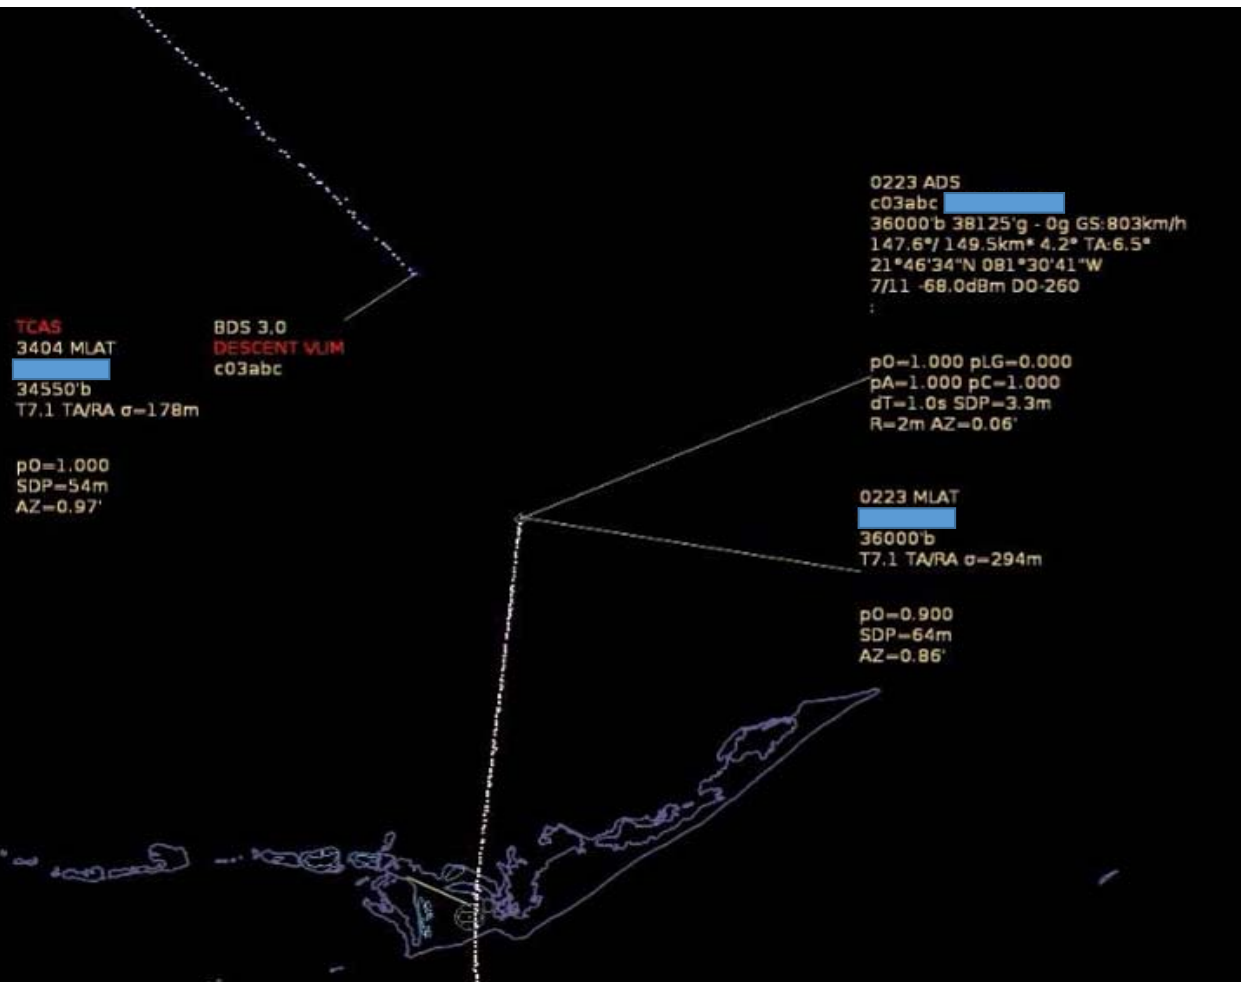 0223 ADS
c03abc
36000'b 38125'g - 0g GS:803km/h
147.6°/ 149.5km* 4.2° TA:6.5°
21°46'34"N 081°30'41"W
7/11 -68.0dBm DO-260
:
TCAS
3404 MLAT
34550'b
T7.1 TA/RA σ=178m
pO=1.000
SDP=54m
AZ=0.97'
BDS 3.0
DESCENT VLIM
c03abc
pO=1.000 pLG=0.000
pA=1.000 pC=1.000
dT=1.0s SDP=3.3m
R=2m AZ=0.06'
0223 MLAT
36000'b
T7.1 TA/RA σ=294m
pO=0.900
SDP=64m
AZ=0.86'